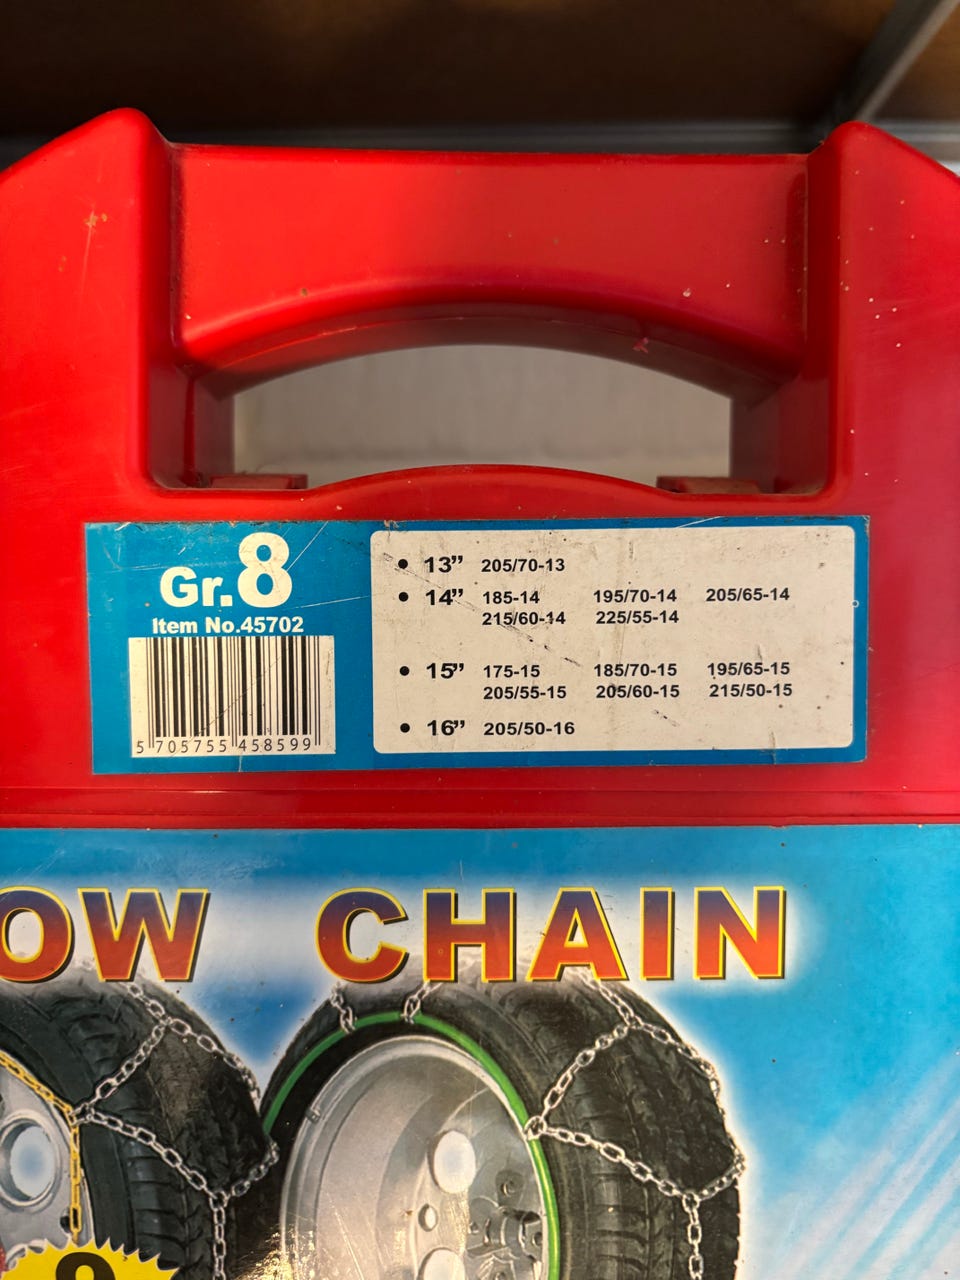 Gr.8
Item No.45702
5 705755 458599
• 13” 205/70-13
• 14” 185-14 195/70-14 205/65-14
215/60-14 225/55-14
• 15” 175-15 185/70-15 195/65-15
205/55-15 205/60-15 215/50-15
• 16” 205/50-16
OW CHAIN